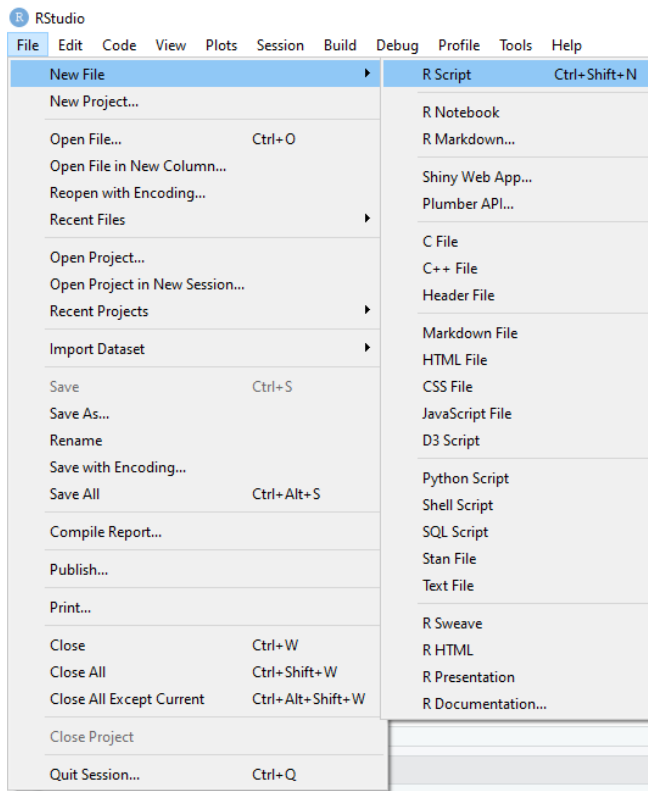 R RStudio
File Edit Code View Plots Session Build Debug Profile Tools Help
New File
New Project...
Open File... Ctrl+O
Open File in New Column...
Reopen with Encoding...
Recent Files
Open Project...
Open Project in New Session...
Recent Projects
Import Dataset
Save Ctrl+S
Save As...
Rename
Save with Encoding...
Save All Ctrl+Alt+S
Compile Report...
Publish...
Print...
Close Ctrl+W
Close All Ctrl+Shift+W
Close All Except Current Ctrl+Alt+Shift+W
Close Project
Quit Session... Ctrl+Q
R Script Ctrl+Shift+N
R Notebook
R Markdown...
Shiny Web App...
Plumber API...
C File
C++ File
Header File
Markdown File
HTML File
CSS File
JavaScript File
D3 Script
Python Script
Shell Script
SQL Script
Stan File
Text File
R Sweave
R HTML
R Presentation
R Documentation...